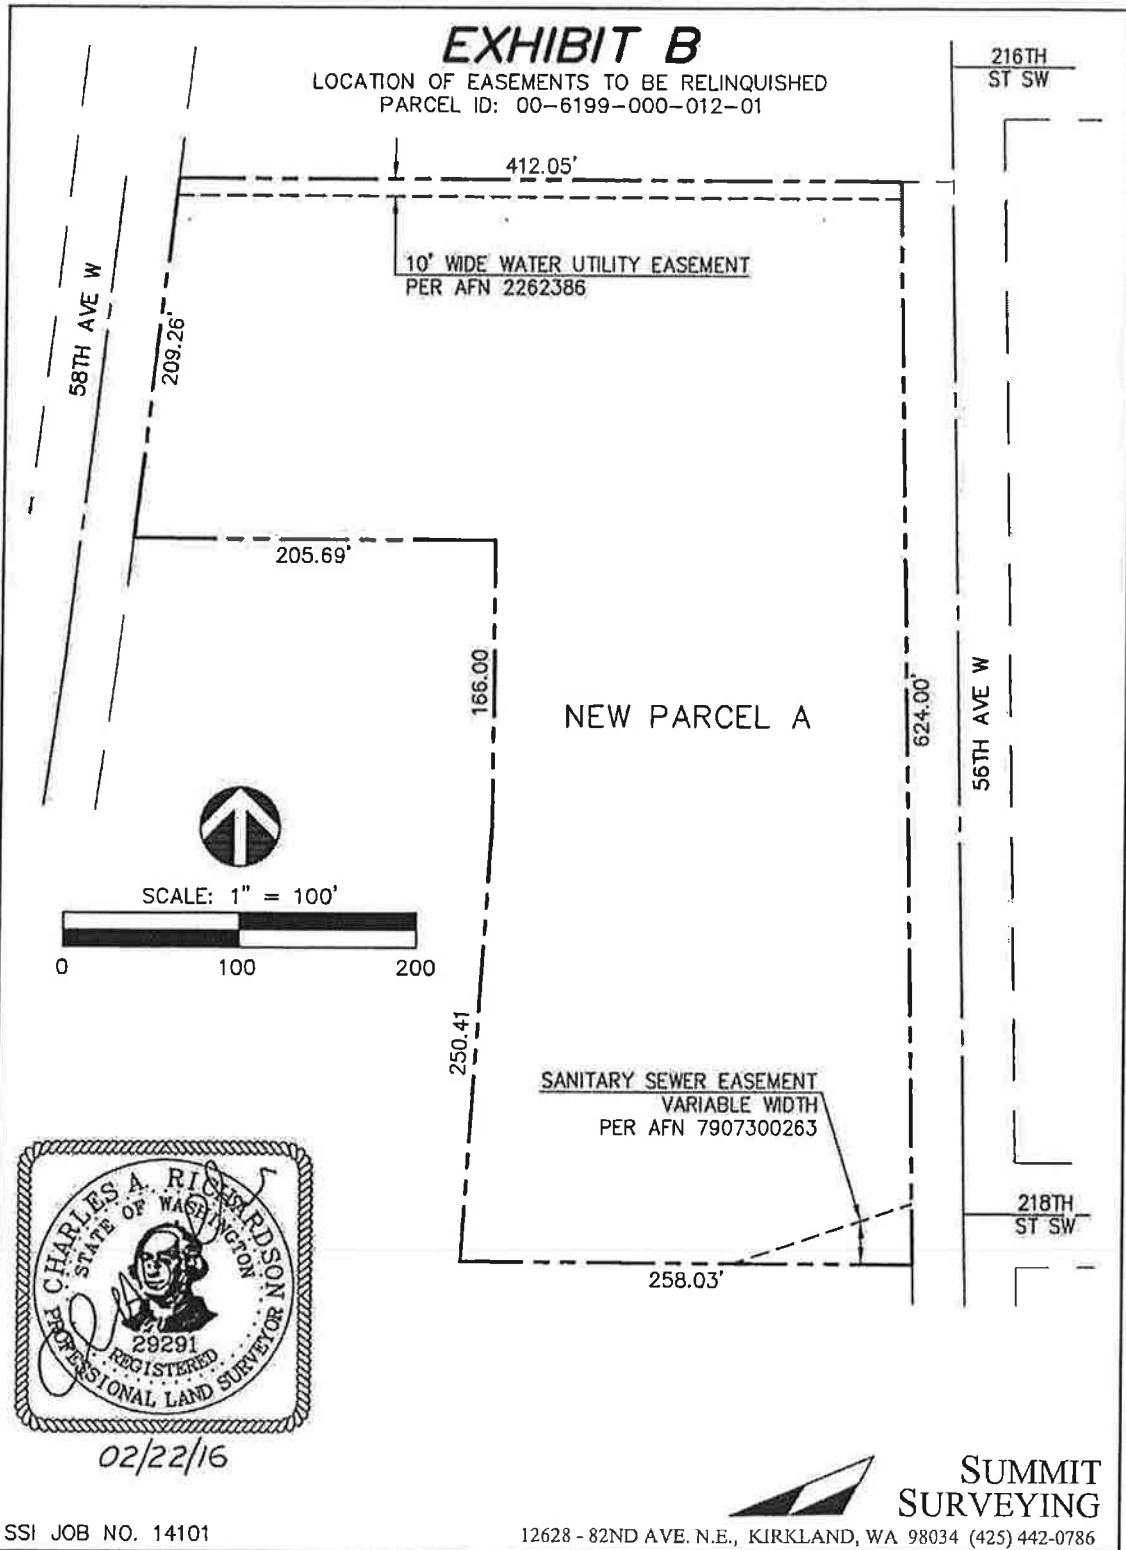 EXHIBIT B
LOCATION OF EASEMENTS TO BE RELINQUISHED
PARCEL ID: 00-6199-000-012-01
216TH
ST SW
412.05'
10' WIDE WATER UTILITY EASEMENT
PER AFN 2262386
58TH AVE W
209.26'
205.69'
166.00
NEW PARCEL A
624.00'
56TH AVE W
SCALE: 1" = 100'
0 100 200
250.41
SANITARY SEWER EASEMENT
VARIABLE WIDTH
PER AFN 7907300263
218TH
ST SW
258.03'
CHARLES A. RICHARDSON
STATE OF WASHINGTON
29291
REGISTERED
PROFESSIONAL LAND SURVEYOR
02/22/16
SUMMIT
SURVEYING
SSI JOB NO. 14101
12628 - 82ND AVE. N.E., KIRKLAND, WA 98034 (425) 442-0786